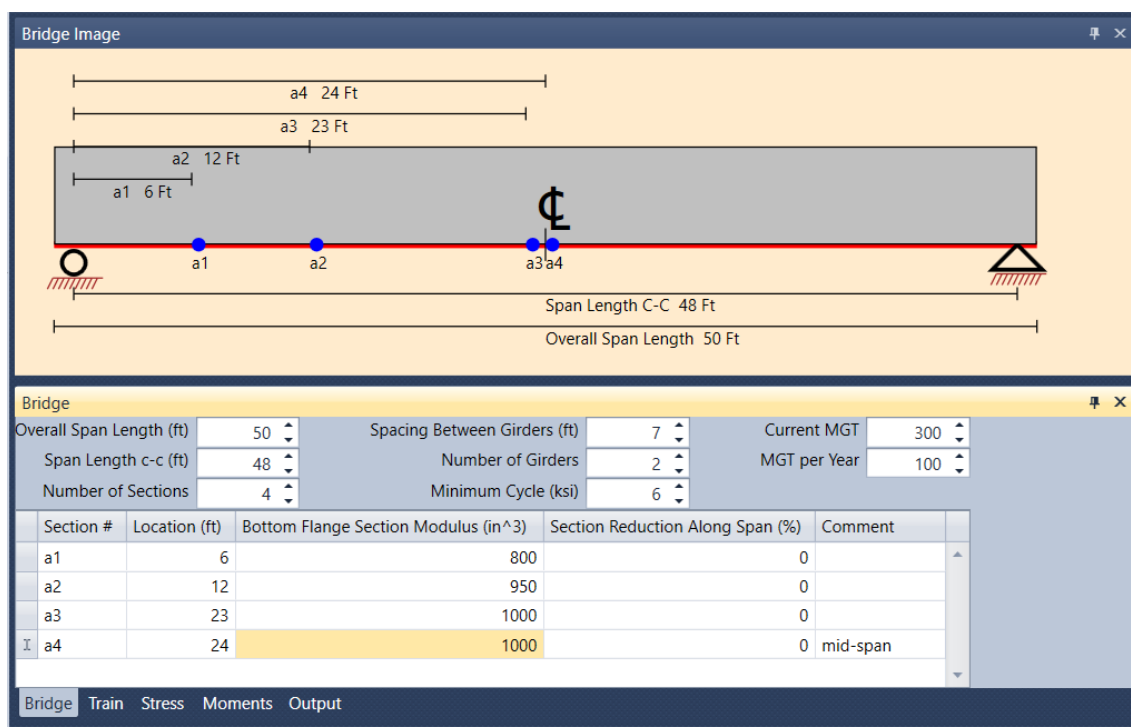 Bridge Image
a4 24 Ft
a3 23 Ft
a2 12 Ft
a1 6 Ft
℄
a1 a2 a3 a4
Span Length C-C 48 Ft
Overall Span Length 50 Ft
Bridge
Overall Span Length (ft) 50 Spacing Between Girders (ft) 7 Current MGT 300
Span Length c-c (ft) 48 Number of Girders 2 MGT per Year 100
Number of Sections 4 Minimum Cycle (ksi) 6
Section # Location (ft) Bottom Flange Section Modulus (in^3) Section Reduction Along Span (%) Comment
a1 6 800 0
a2 12 950 0
a3 23 1000 0
a4 24 1000 0 mid-span
Bridge Train Stress Moments Output